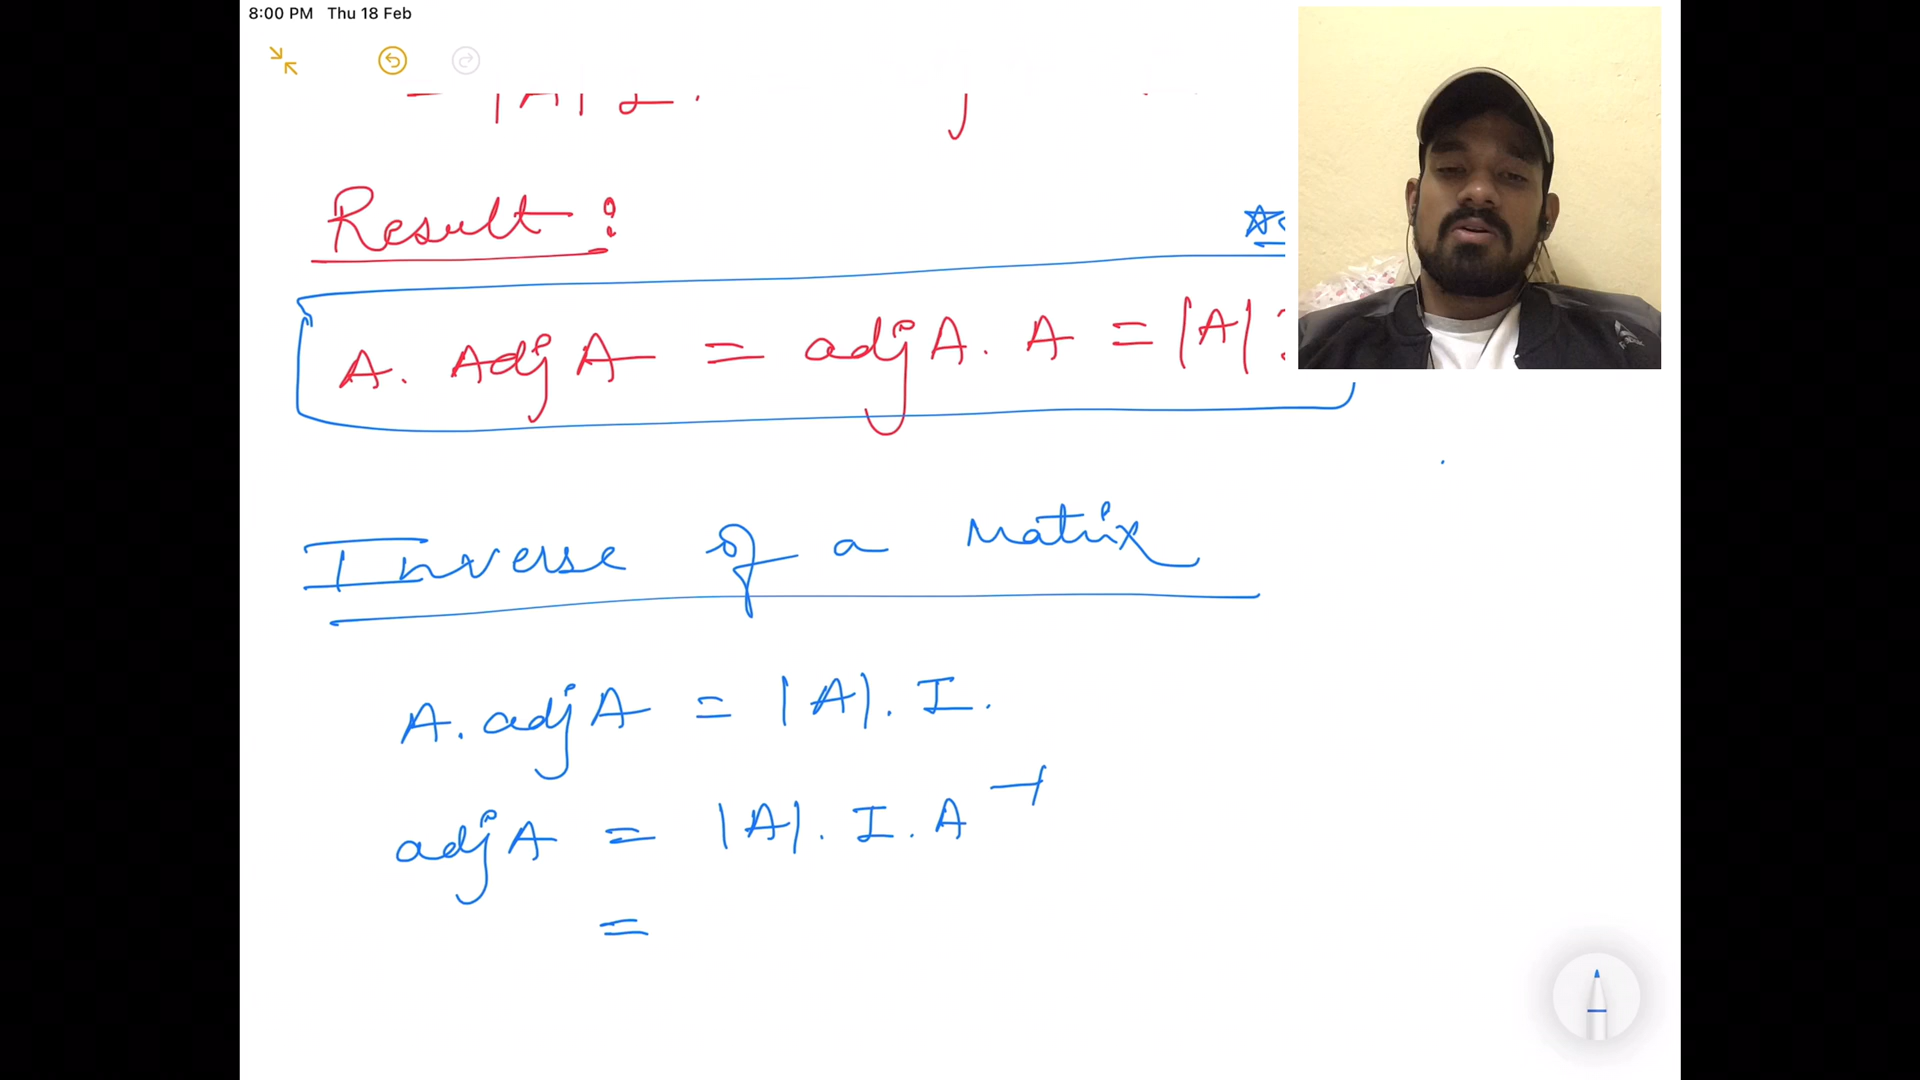 8:00 PM Thu 18 Feb
= |A| I.
Result :
A. Adj A = adj A. A = |A|
Inverse of a Matrix
A. adj A = |A|. I.
adj A = |A|. I. A⁻¹
=